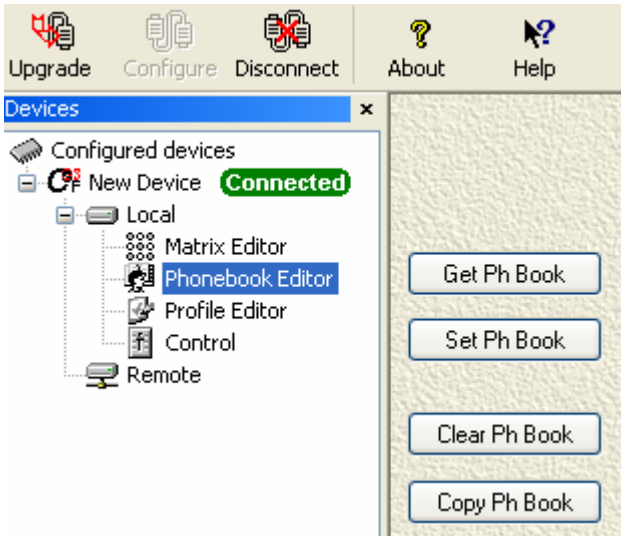 Upgrade Configure Disconnect About Help
Devices
Configured devices
New Device Connected
Local
Matrix Editor
Phonebook Editor
Profile Editor
Control
Remote
Get Ph Book
Set Ph Book
Clear Ph Book
Copy Ph Book